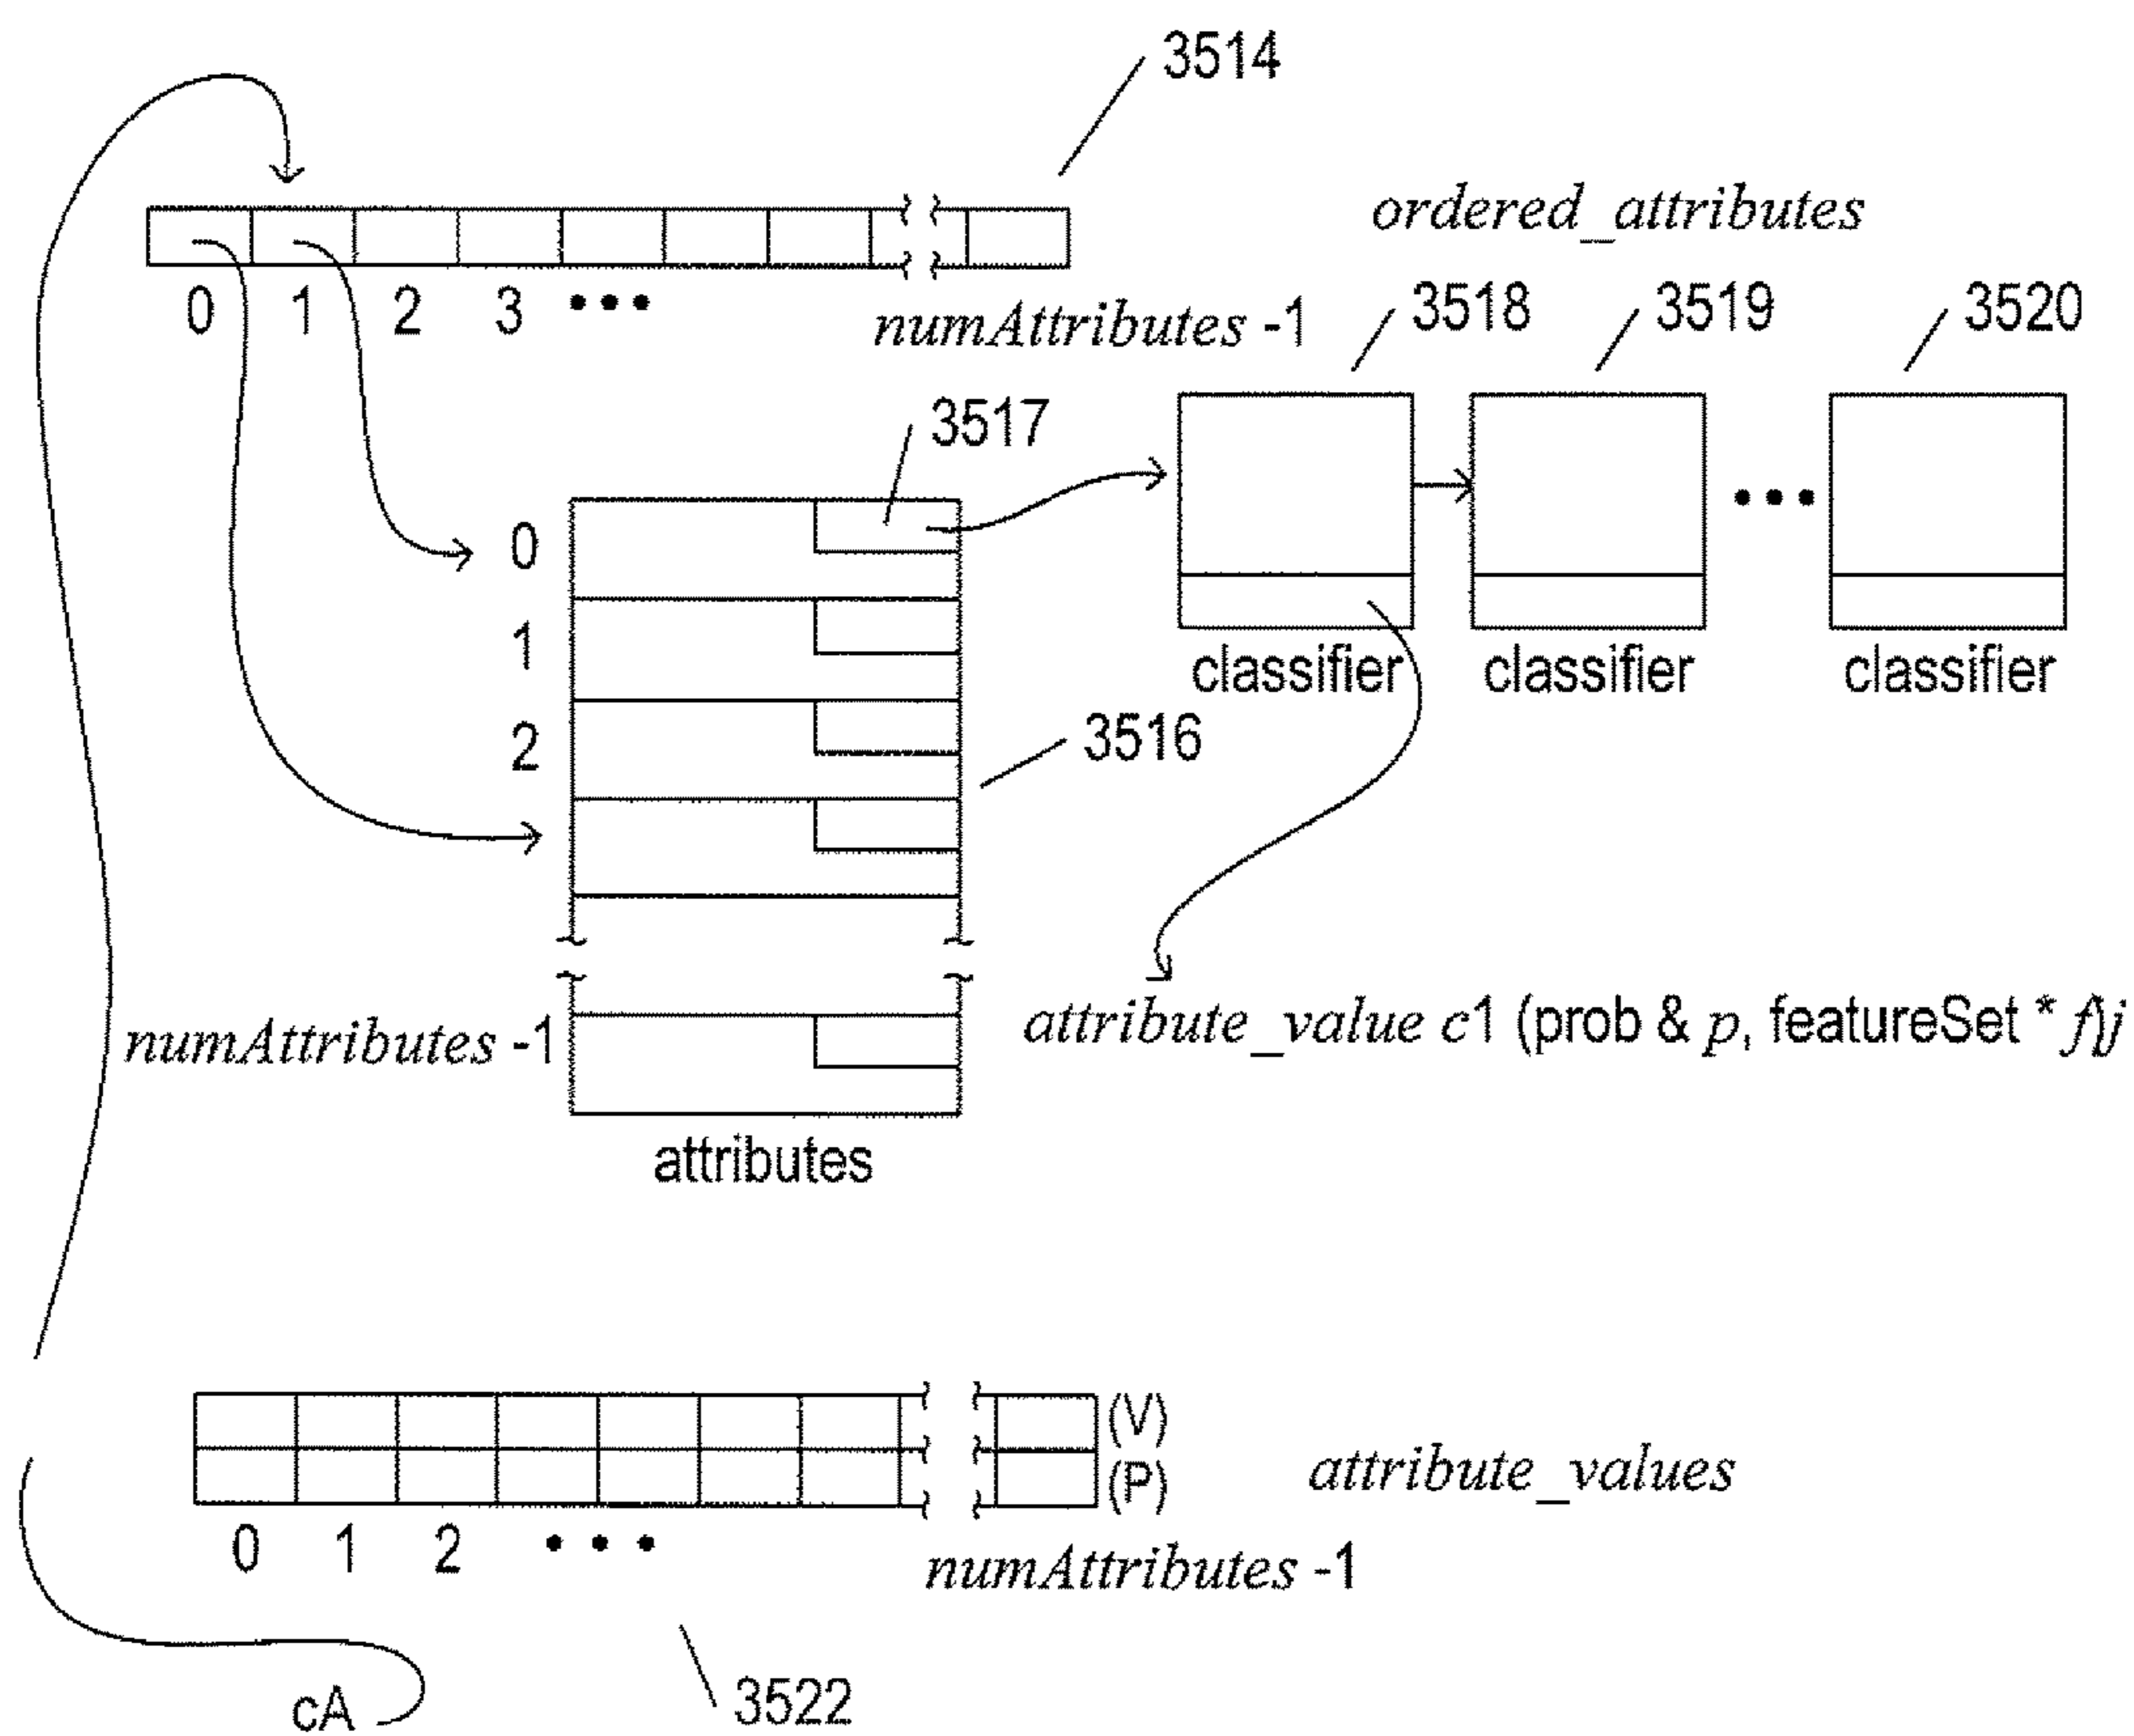 3514
ordered_attributes
0 1 2 3 •••
numAttributes -1
3518 3519 3520
3517
0
1
2
3516
classifier classifier classifier
numAttributes -1
attribute_value c1 (prob & p, featureSet * f)j
attributes
(V)
(P)
attribute_values
0 1 2 •••
numAttributes -1
cA
3522